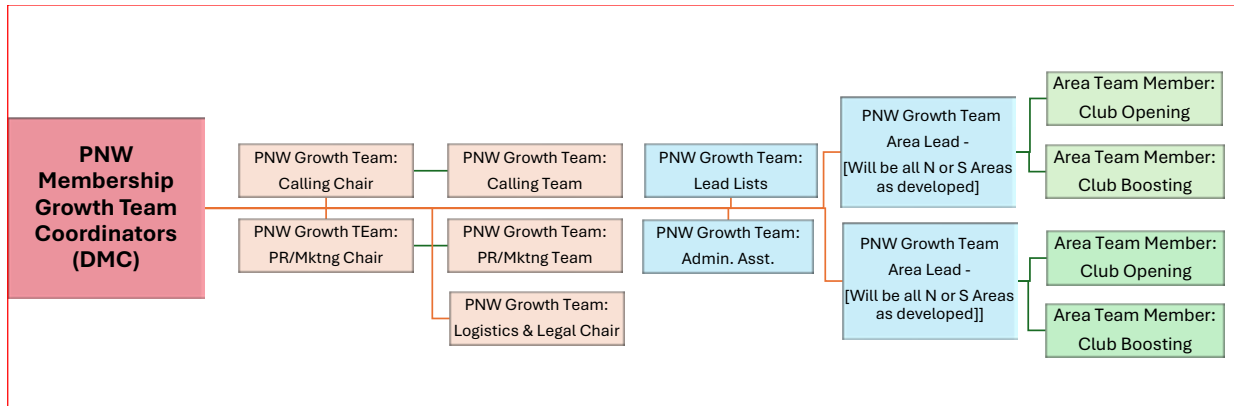 PNW
Membership
Growth Team
Coordinators
(DMC)
PNW Growth Team:
Calling Chair
PNW Growth Team:
Calling Team
PNW Growth TEam:
PR/Mktng Chair
PNW Growth Team:
PR/Mktng Team
PNW Growth Team:
Logistics & Legal Chair
PNW Growth Team:
Lead Lists
PNW Growth Team:
Admin. Asst.
PNW Growth Team
Area Lead -
[Will be all N or S Areas
as developed]
Area Team Member:
Club Opening
Area Team Member:
Club Boosting
PNW Growth Team
Area Lead -
[Will be all N or S Areas
as developed]]
Area Team Member:
Club Opening
Area Team Member:
Club Boosting